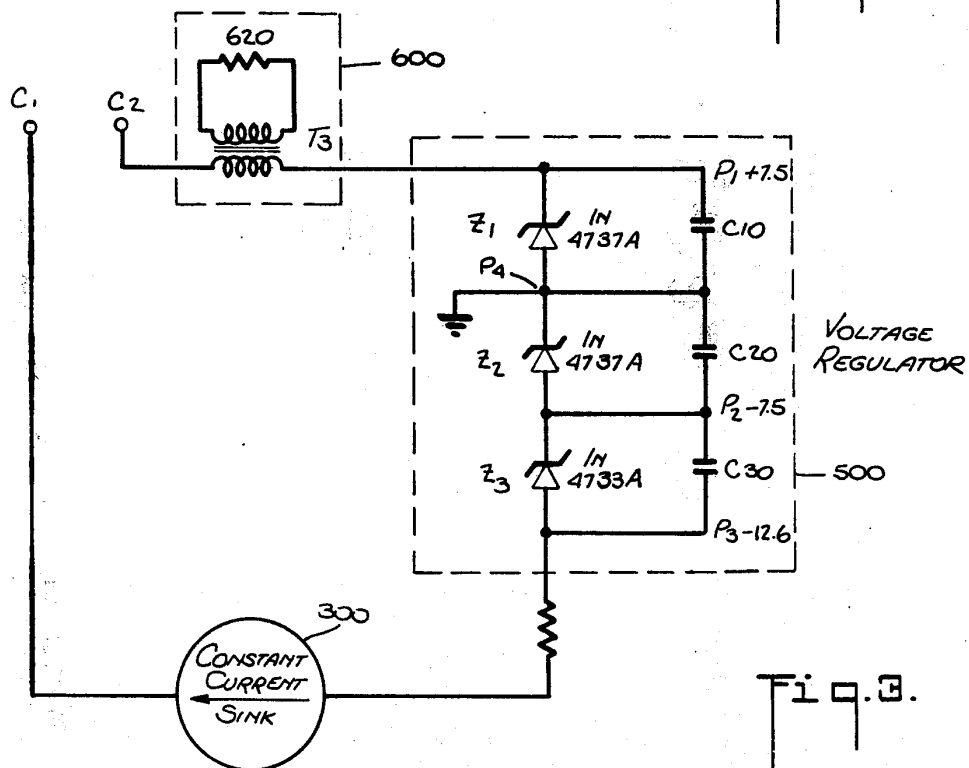 620
600
C1
C2
T3
P1+7.5
Z1
IN
4737A
C10
P4
Z2
IN
4737A
C20
VOLTAGE
REGULATOR
P2-7.5
Z3
IN
4733A
C30
500
P3-12.6
300
CONSTANT
CURRENT
SINK
Fig.3.